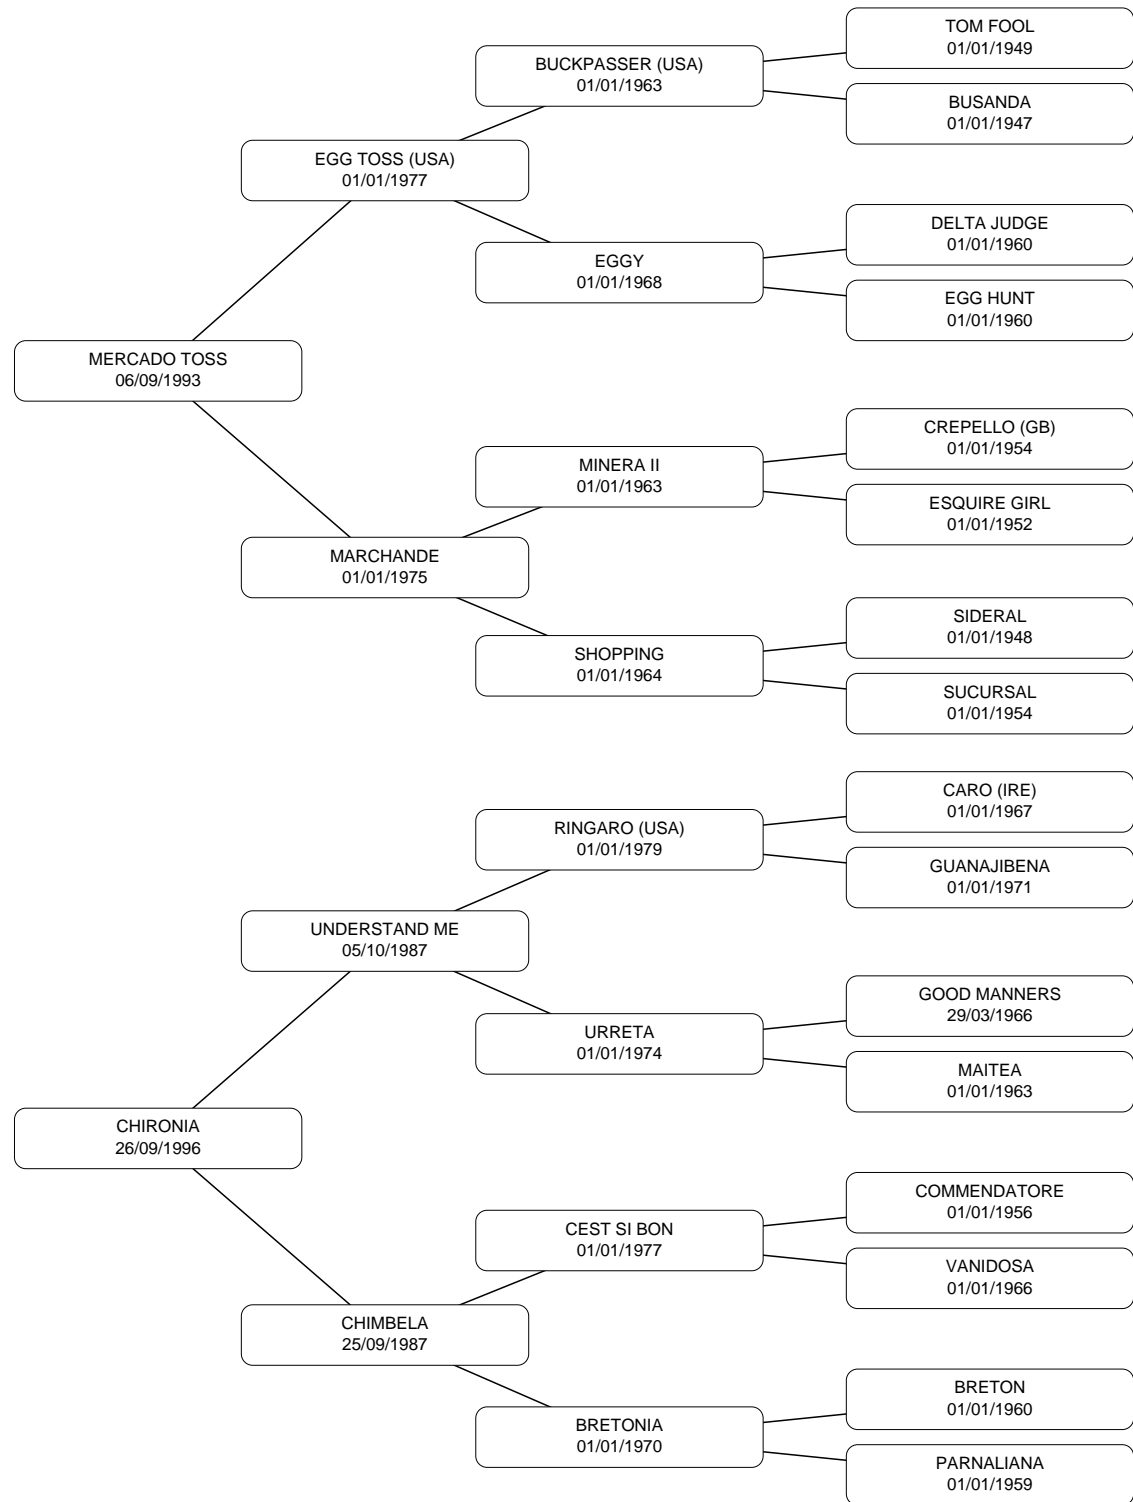 TOM FOOL
01/01/1949
BUCKPASSER (USA)
01/01/1963
BUSANDA
01/01/1947
EGG TOSS (USA)
01/01/1977
DELTA JUDGE
01/01/1960
EGGY
01/01/1968
EGG HUNT
01/01/1960
MERCADO TOSS
06/09/1993
CREPELLO (GB)
01/01/1954
MINERA II
01/01/1963
ESQUIRE GIRL
01/01/1952
MARCHANDE
01/01/1975
SIDERAL
01/01/1948
SHOPPING
01/01/1964
SUCURSAL
01/01/1954
CARO (IRE)
01/01/1967
RINGARO (USA)
01/01/1979
GUANAJIBENA
01/01/1971
UNDERSTAND ME
05/10/1987
GOOD MANNERS
29/03/1966
URRETA
01/01/1974
MAITEA
01/01/1963
CHIRONIA
26/09/1996
COMMENDATORE
01/01/1956
CEST SI BON
01/01/1977
VANIDOSA
01/01/1966
CHIMBELA
25/09/1987
BRETON
01/01/1960
BRETONIA
01/01/1970
PARNALIANA
01/01/1959